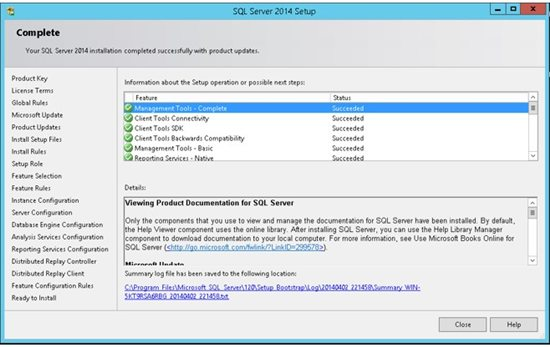 SQL Server 2014 Setup
Complete
Your SQL Server 2014 installation completed successfully with product updates.
Product Key
License Terms
Global Rules
Microsoft Update
Product Updates
Install Setup Files
Install Rules
Setup Role
Feature Selection
Feature Rules
Instance Configuration
Server Configuration
Database Engine Configuration
Analysis Services Configuration
Reporting Services Configuration
Distributed Replay Controller
Distributed Replay Client
Feature Configuration Rules
Ready to Install
Information about the Setup operation or possible next steps:
Feature Status
Management Tools - Complete Succeeded
Client Tools Connectivity Succeeded
Client Tools SDK Succeeded
Client Tools Backwards Compatibility Succeeded
Management Tools - Basic Succeeded
Reporting Services - Native Succeeded
Details:
Viewing Product Documentation for SQL Server
Only the components that you use to view and manage the documentation for SQL Server have been installed. By default,
the Help Viewer component uses the online library. After installing SQL Server, you can use the Help Library Manager
component to download documentation to your local computer. For more information, see Use Microsoft Books Online for
SQL Server (<http://go.microsoft.com/fwlink/?LinkID=299578>).
Microsoft Update
Summary log file has been saved to the following location:
C:\Program Files\Microsoft SQL Server\120\Setup Bootstrap\Log\20140402_221458\Summary_WIN-
5KT9RSA6RBG_20140402_221458.txt
Close
Help